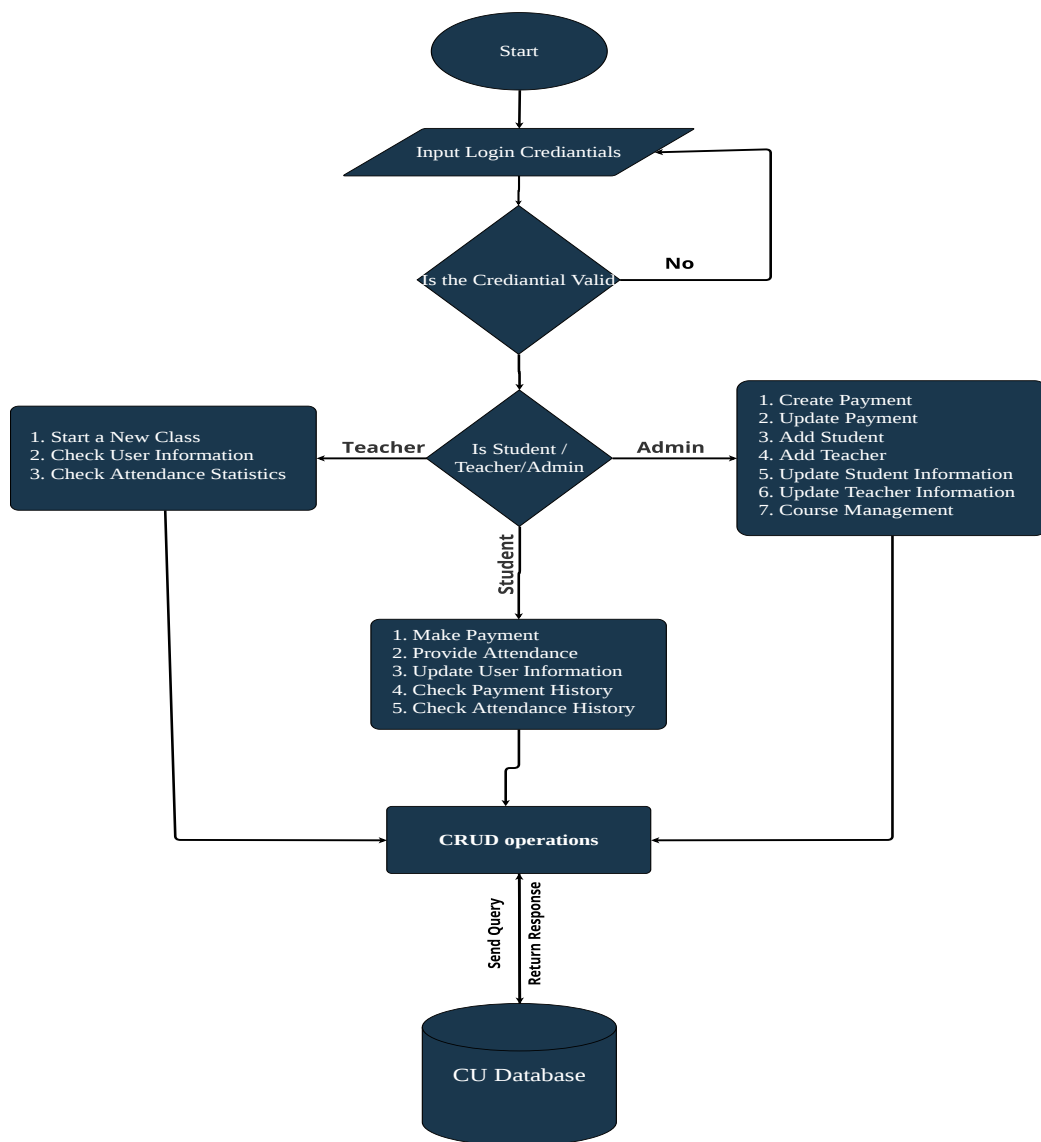 Start
Input Login Crediantials
Is the Crediantial Valid
No
Is Student /
Teacher/Admin
Teacher
Admin
Student
1. Start a New Class
2. Check User Information
3. Check Attendance Statistics
1. Create Payment
2. Update Payment
3. Add Student
4. Add Teacher
5. Update Student Information
6. Update Teacher Information
7. Course Management
1. Make Payment
2. Provide Attendance
3. Update User Information
4. Check Payment History
5. Check Attendance History
CRUD operations
Send Query
Return Response
CU Database